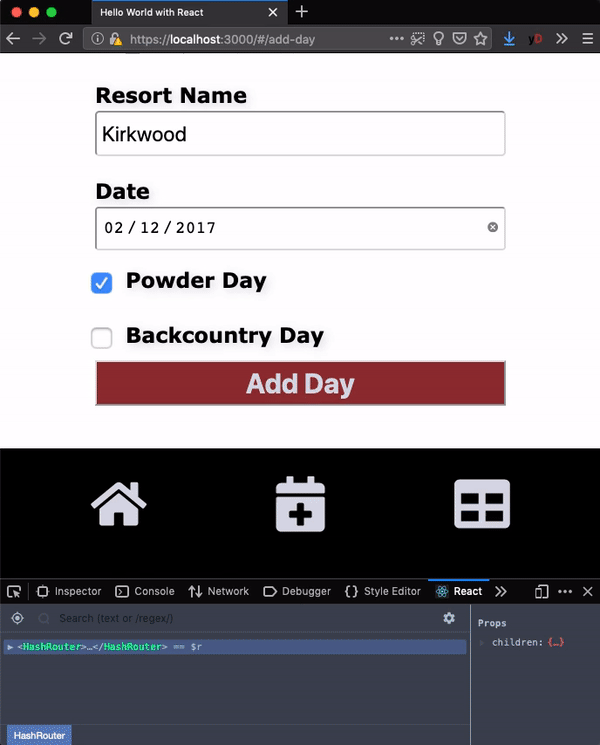 Hello World with React
https://localhost:3000/#/add-day
yD
Resort Name
Kirkwood
Date
02 / 12 / 2017
Powder Day
Backcountry Day
Add Day
Inspector Console Network Debugger Style Editor React
Search (text or /regex/)
<HashRouter>…</HashRouter> == $r
Props
children: {…}
HashRouter